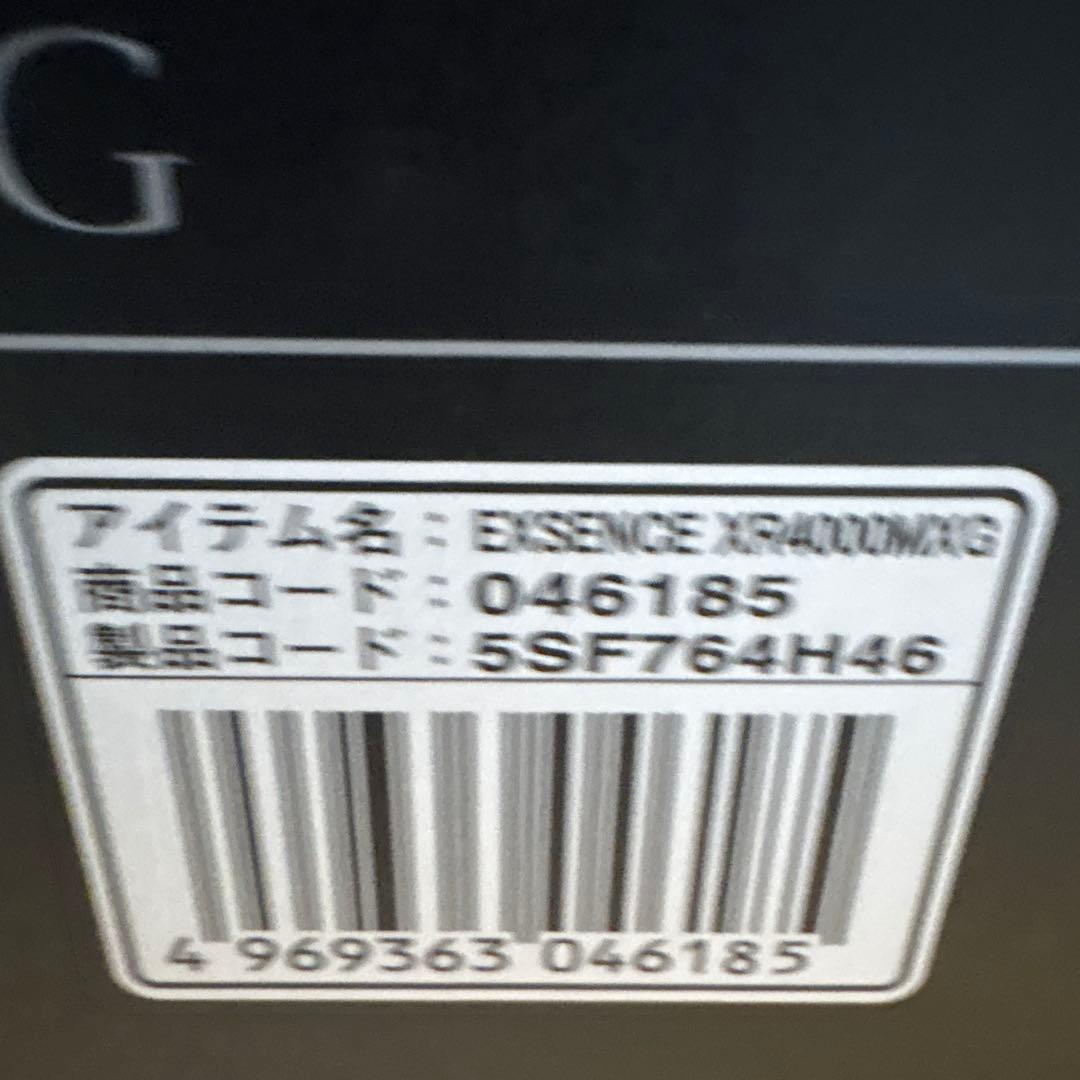 G
アイテム名：EXSENCE XR4000MXG
商品コード：046185
製品コード：5SF764H46
4 969363 046185